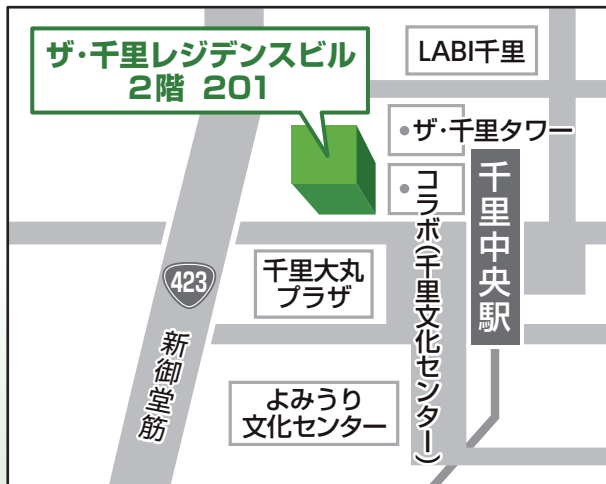 ザ・千里レジデンスビル
2階 201
LABI千里
ザ・千里タワー
コラボ(千里文化センター)
千里中央駅
423
新御堂筋
千里大丸
プラザ
よみうり
文化センター